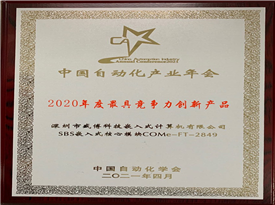 China Automation Industry
Annual Conference
中国自动化产业年会
2020年度最具竞争力创新产品
深圳市盛博科技嵌入式计算机有限公司
SBS嵌入式核心模块COMe-FT-2849
中国自动化学会
二〇二一年四月